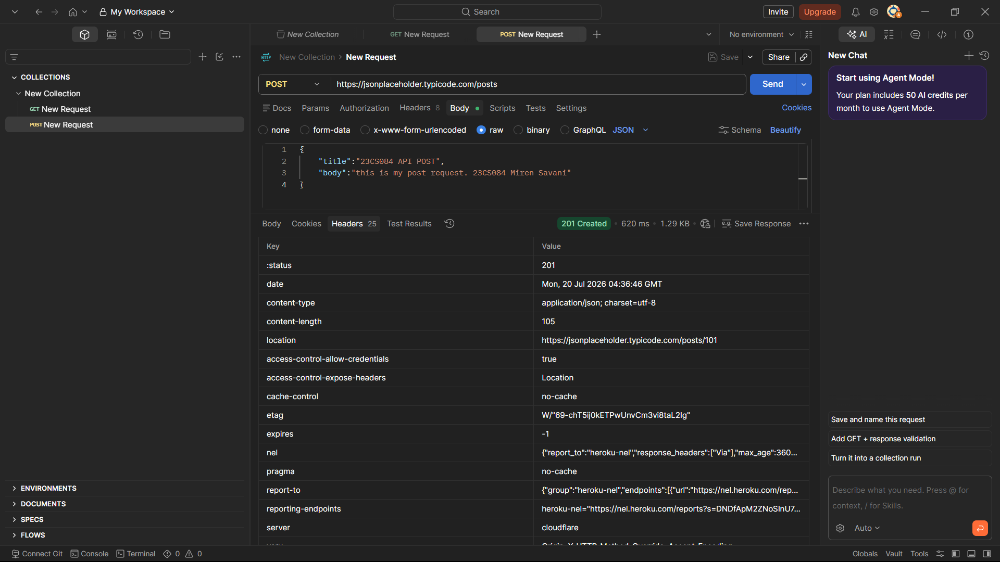 My Workspace
Search
Invite
Upgrade
New Collection
GET New Request
POST New Request
No environment
AI
New Collection > New Request
Save
Share
New Chat
COLLECTIONS
New Collection
GET New Request
POST New Request
POST
https://jsonplaceholder.typicode.com/posts
Send
Start using Agent Mode!
Your plan includes 50 AI credits per
month to use Agent Mode.
Docs Params Authorization Headers 8 Body Scripts Tests Settings Cookies
none form-data x-www-form-urlencoded raw binary GraphQL JSON Schema Beautify
1 {
2 "title":"23CS084 API POST",
3 "body":"this is my post request. 23CS084 Miren Savani"
4 }
Body Cookies Headers 25 Test Results
201 Created • 620 ms • 1.29 KB • e.g. Save Response
Key Value
:status 201
date Mon, 20 Jul 2026 04:36:46 GMT
content-type application/json; charset=utf-8
content-length 105
location https://jsonplaceholder.typicode.com/posts/101
access-control-allow-credentials true
access-control-expose-headers Location
cache-control no-cache
etag W/"69-chT5ij0kETPwUnvCm3vi8taL2Ig"
expires -1
nel {"report_to":"heroku-nel","response_headers":["Via"],"max_age":360...
pragma no-cache
report-to {"group":"heroku-nel","endpoints":[{"url":"https://nel.heroku.com/rep...
reporting-endpoints heroku-nel="https://nel.heroku.com/reports?s=DNDfApM2ZNoSInU7...
server cloudflare
Save and name this request
Add GET + response validation
Turn it into a collection run
Describe what you need. Press @ for
context, / for Skills.
Auto
ENVIRONMENTS
DOCUMENTS
SPECS
FLOWS
Connect Git Console Terminal 0 0
Globals Vault Tools